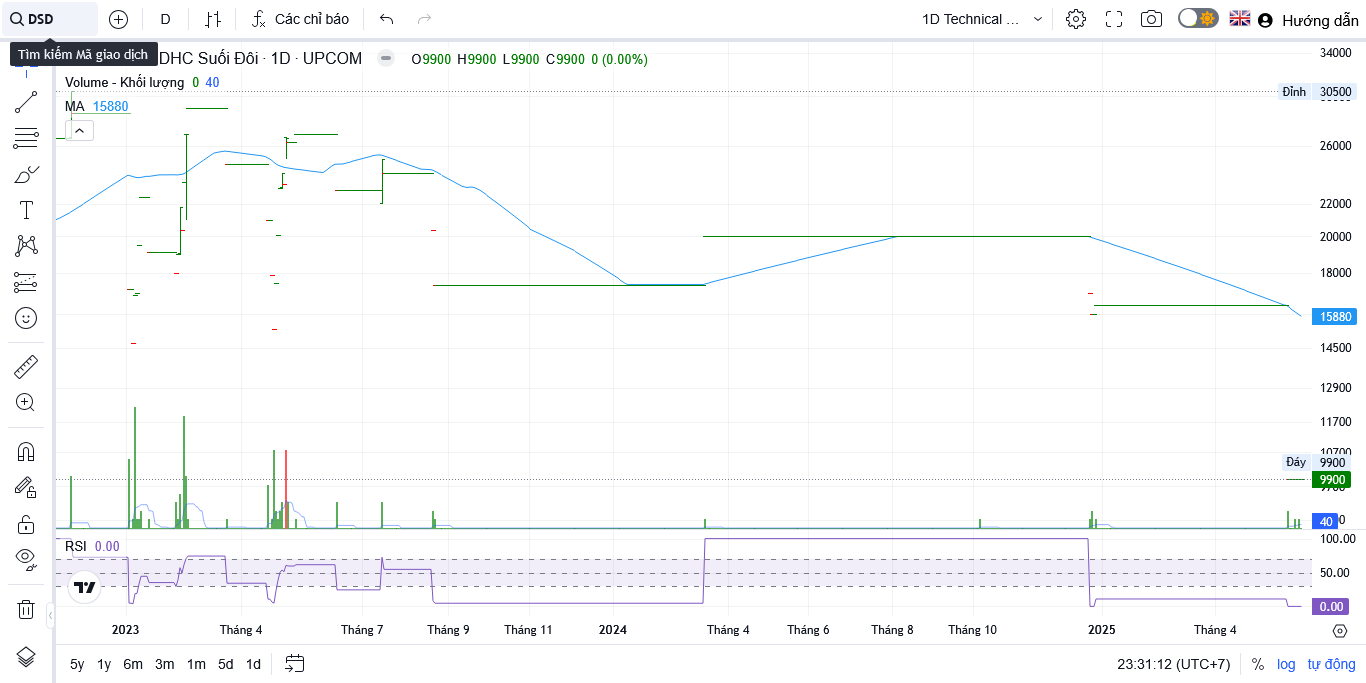 DSD
D
Các chỉ báo
1D Technical ...
Hướng dẫn
Tìm kiếm Mã giao dịch
DHC Suối Đôi · 1D · UPCOM
O9900 H9900 L9900 C9900 0 (0.00%)
Volume - Khối lượng 0 40
MA 15880
34000
Đỉnh 30500
26000
22000
20000
18000
15880
14500
12900
11700
10700
Đáy 9900
9900
40
RSI 0.00
100.00
50.00
0.00
2023 Tháng 4 Tháng 7 Tháng 9 Tháng 11 2024 Tháng 4 Tháng 6 Tháng 8 Tháng 10 2025 Tháng 4
5y 1y 6m 3m 1m 5d 1d
23:31:12 (UTC+7) % log tự động